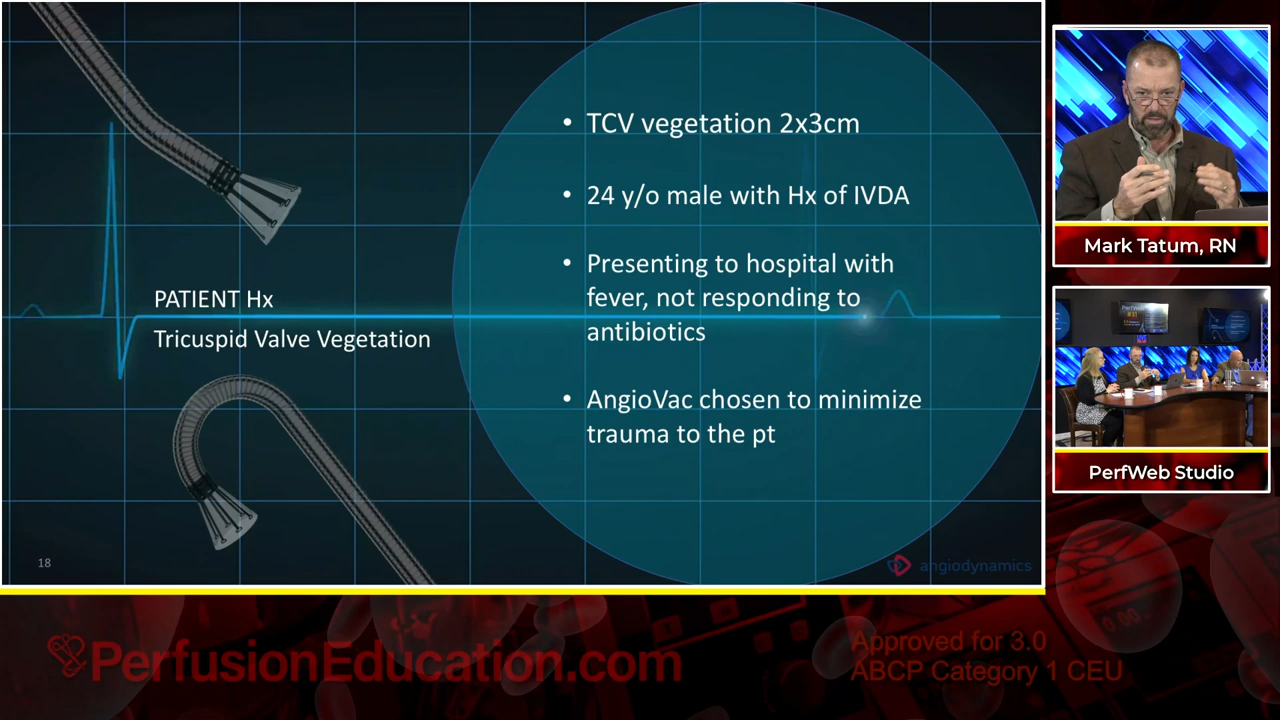 PATIENT Hx
Tricuspid Valve Vegetation
• TCV vegetation 2x3cm
• 24 y/o male with Hx of IVDA
• Presenting to hospital with
fever, not responding to
antibiotics
• AngioVac chosen to minimize
trauma to the pt
18
angiodynamics
Mark Tatum, RN
PerfWeb Studio
PerfusionEducation.com
Approved for 3.0
ABCP Category 1 CEU